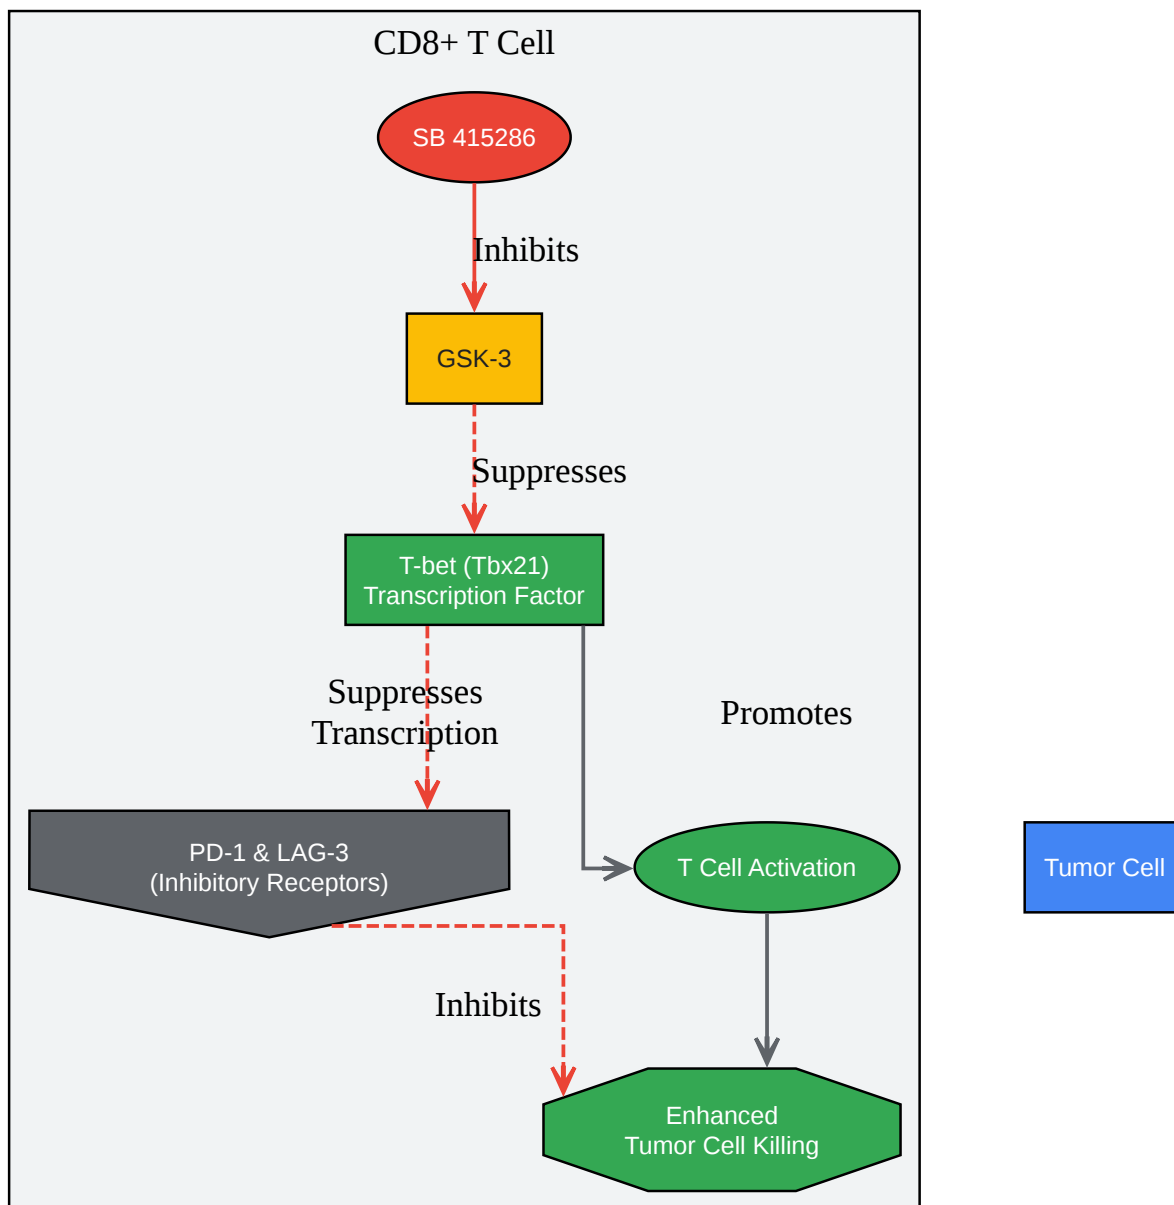 CD8+ T Cell
SB 415286
Inhibits
GSK-3
Suppresses
T-bet (Tbx21)
Transcription Factor
Suppresses
Transcription
Promotes
PD-1 & LAG-3
(Inhibitory Receptors)
T Cell Activation
Tumor Cell
Inhibits
Enhanced
Tumor Cell Killing